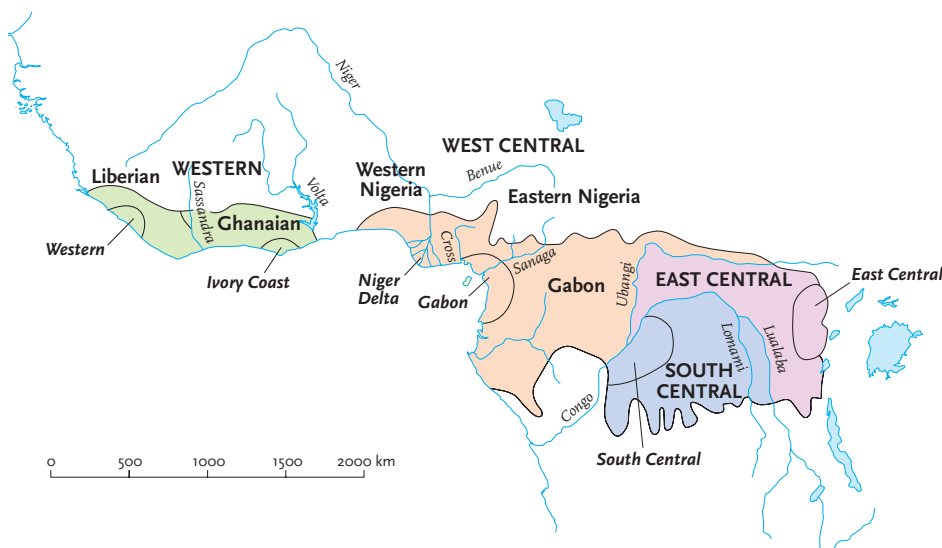 Niger
WEST CENTRAL
Benue
Western
Nigeria
Liberian
WESTERN
Sassandra
Volta
Eastern Nigeria
Ghanaian
Western
Ivory Coast
Cross
Sanaga
Niger
Delta
Gabon
Gabon
Ubangi
EAST CENTRAL
East Central
Lomami
Lualaba
SOUTH
CENTRAL
Congo
South Central
0 500 1000 1500 2000 km